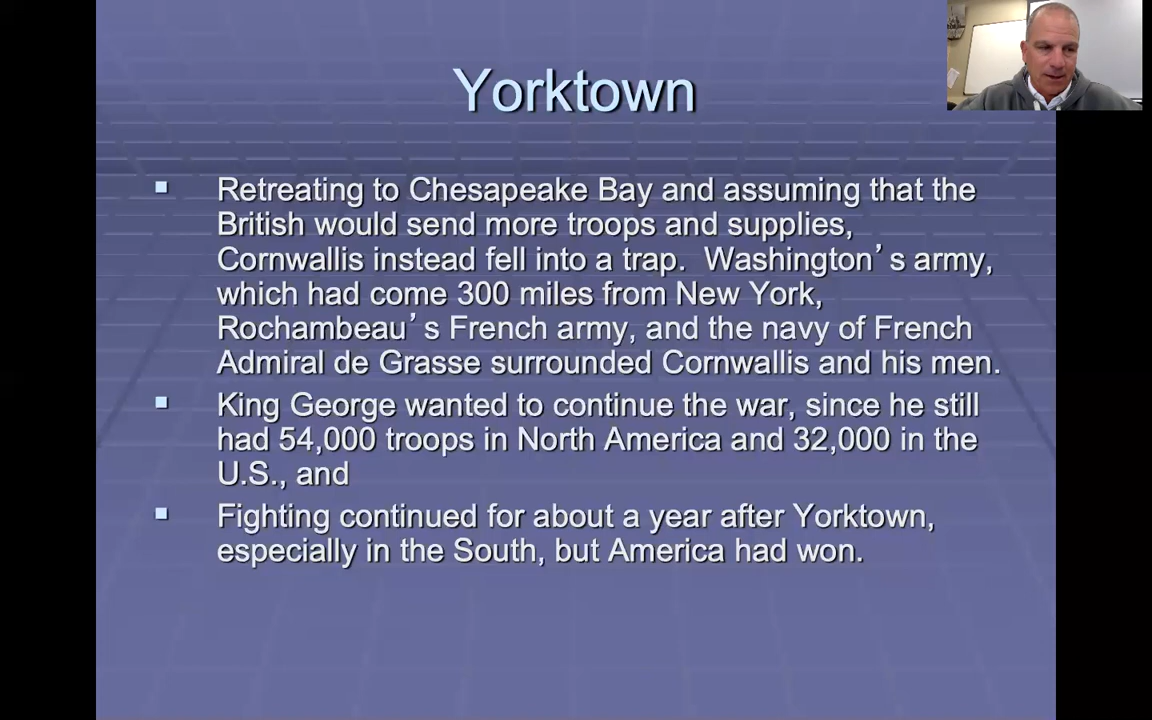 Yorktown
Retreating to Chesapeake Bay and assuming that the
British would send more troops and supplies,
Cornwallis instead fell into a trap.  Washington’s army,
which had come 300 miles from New York,
Rochambeau’s French army, and the navy of French
Admiral de Grasse surrounded Cornwallis and his men.
King George wanted to continue the war, since he still
had 54,000 troops in North America and 32,000 in the
U.S., and
Fighting continued for about a year after Yorktown,
especially in the South, but America had won.